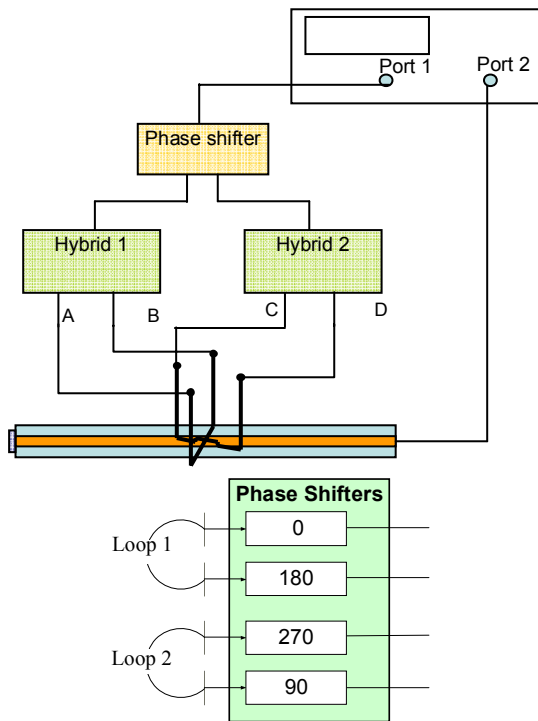 Port 1
Port 2
Phase shifter
Hybrid 1
Hybrid 2
A
B
C
D
Phase Shifters
Loop 1
0
180
Loop 2
270
90